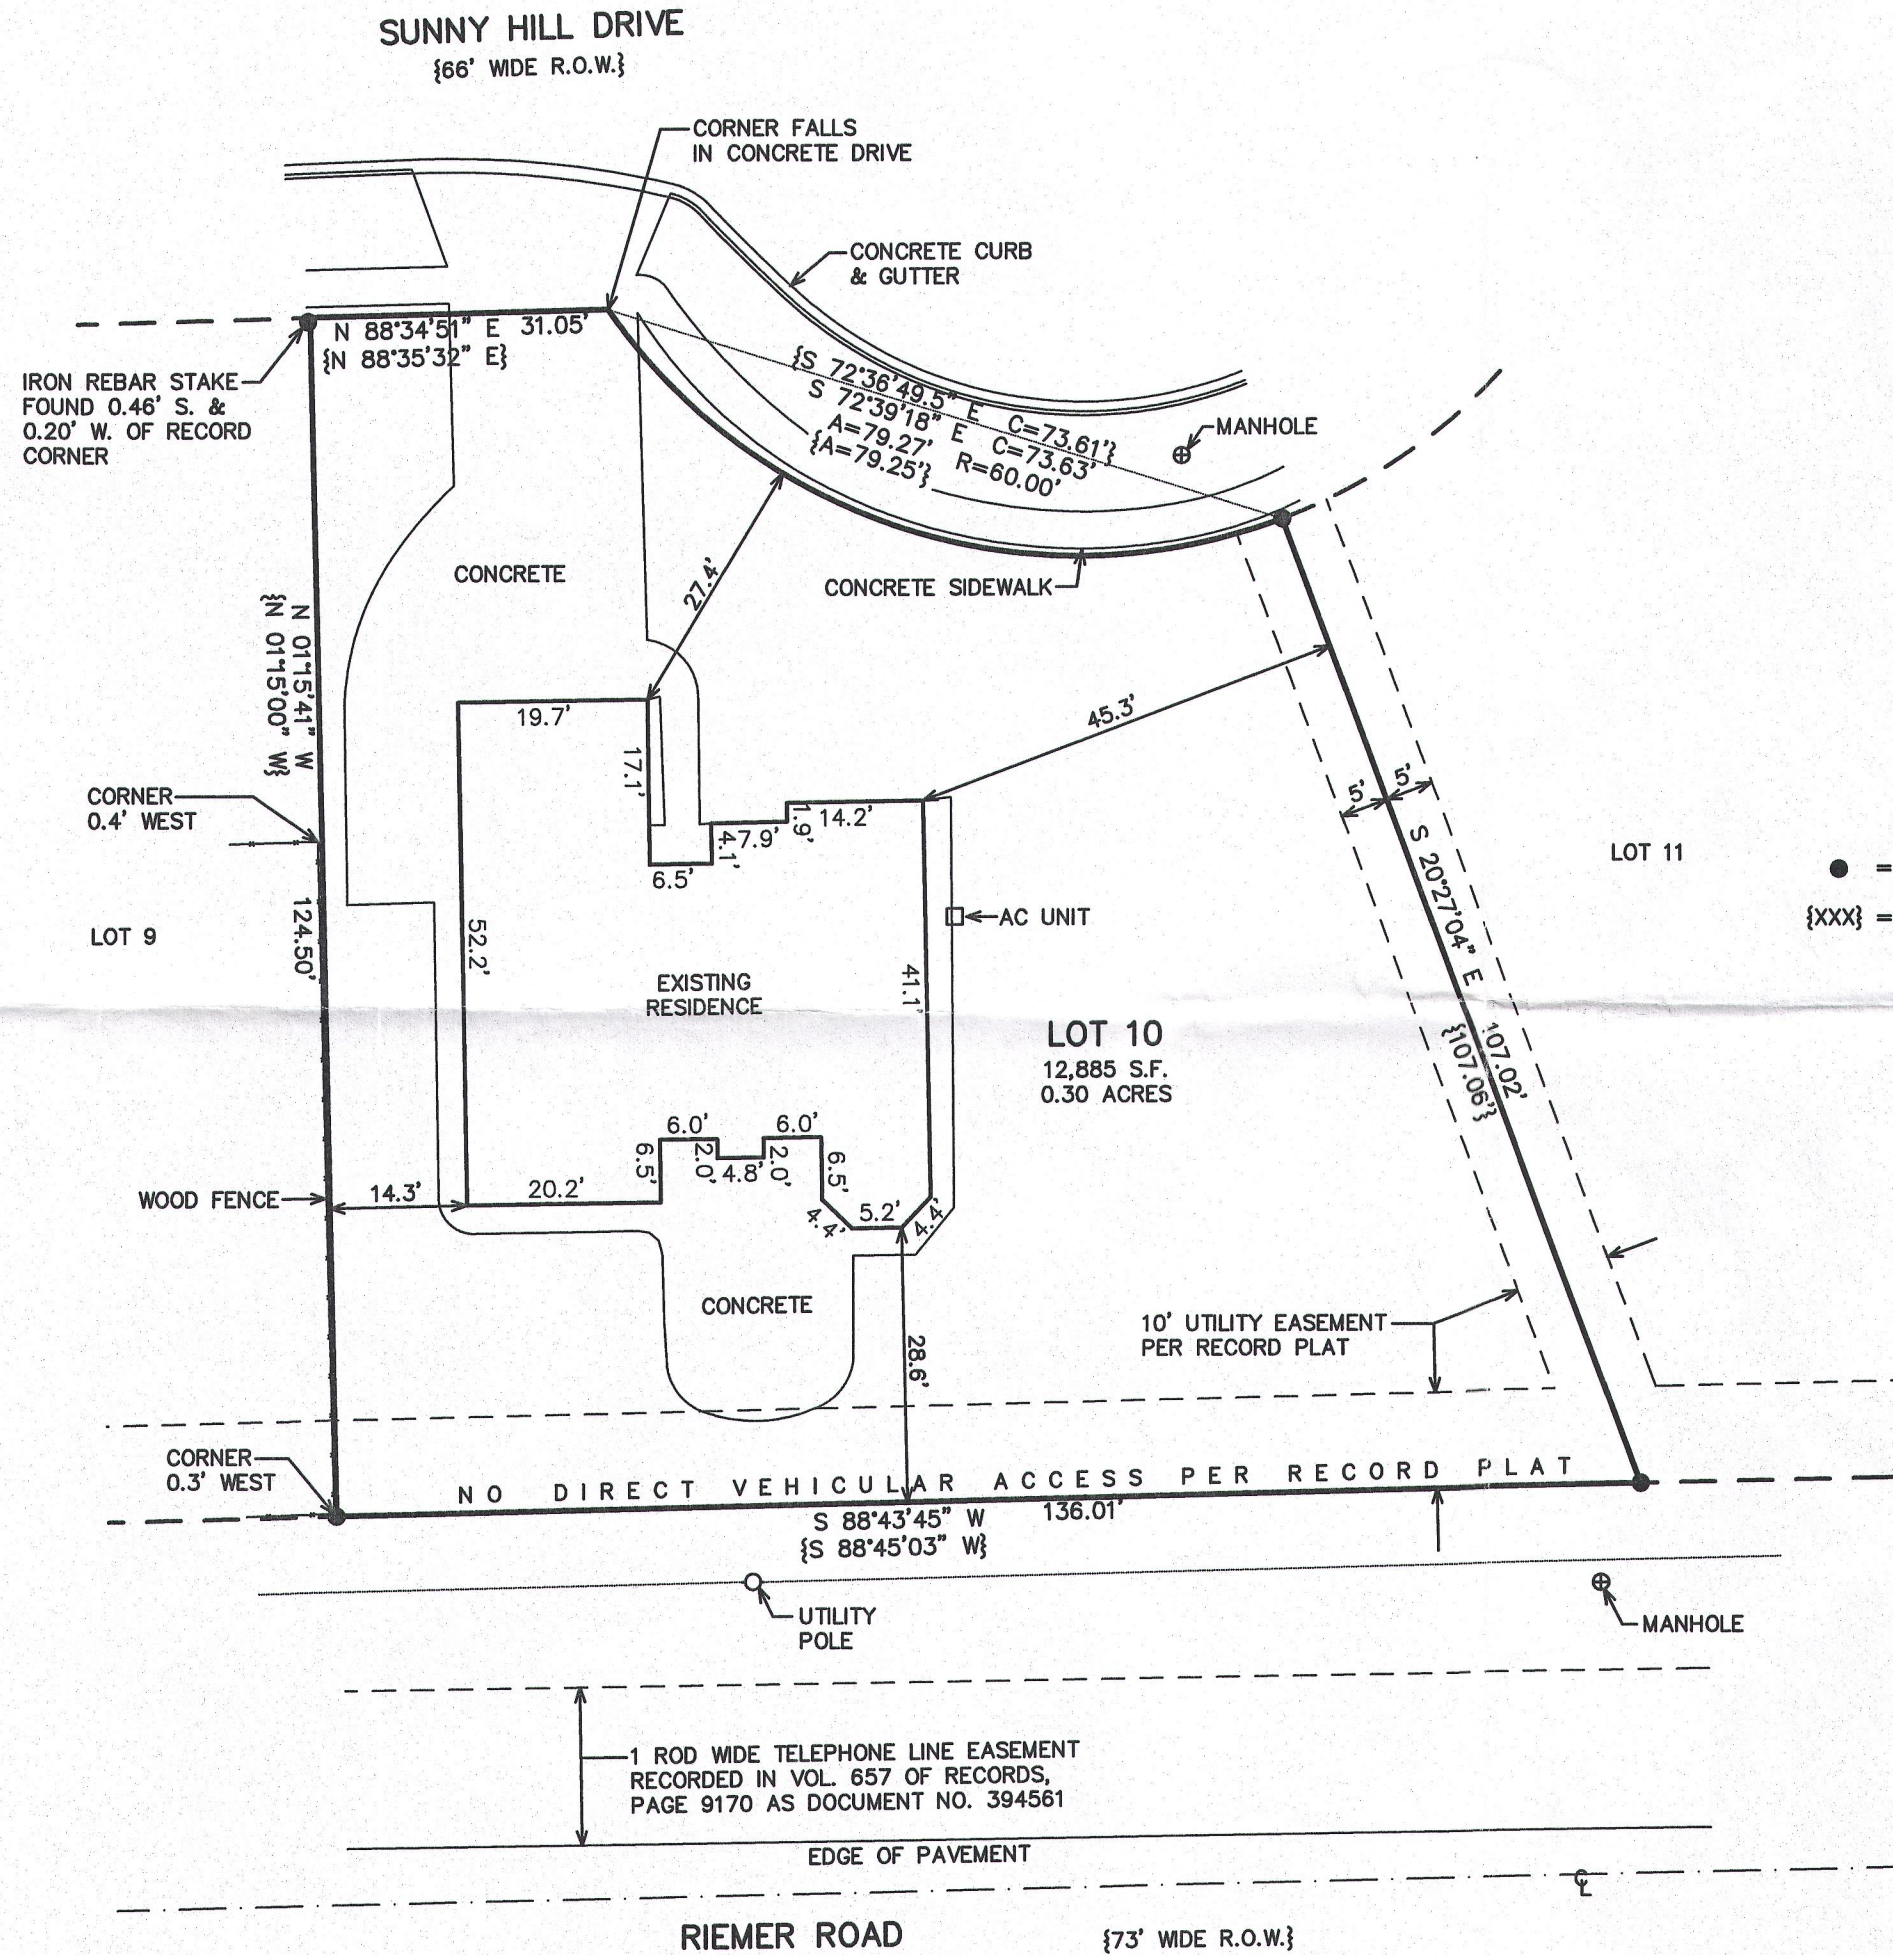 SUNNY HILL DRIVE
{66' WIDE R.O.W.}
CORNER FALLS
IN CONCRETE DRIVE
CONCRETE CURB
& GUTTER
N 88°34'51" E 31.05'
{N 88°35'32" E}
IRON REBAR STAKE
FOUND 0.46' S. &
0.20' W. OF RECORD
CORNER
{S 72°36'49.5" E C=73.61'}
S 72°39'18" E C=73.63'
A=79.27' R=60.00'
{A=79.25'}
MANHOLE
CONCRETE
27.4'
CONCRETE SIDEWALK
N 01°15'41" W
{N 01°15'00" W}
124.50'
19.7'
17.1'
45.3'
5'
5'
CORNER
0.4' WEST
1.9'
14.2'
4.1'
7.9'
6.5'
LOT 11
● =
{XXX} =
S 20°27'04" E
107.02'
{107.06'}
LOT 9
AC UNIT
52.2'
41.1'
EXISTING
RESIDENCE
LOT 10
12,885 S.F.
0.30 ACRES
6.0'
6.0'
6.5'
2.0'
4.8'
2.0'
6.5'
WOOD FENCE
14.3'
20.2'
4.4'
5.2'
4.4'
CONCRETE
28.6'
10' UTILITY EASEMENT
PER RECORD PLAT
CORNER
0.3' WEST
NO DIRECT VEHICULAR ACCESS PER RECORD PLAT
S 88°43'45" W 136.01'
{S 88°45'03" W}
UTILITY
POLE
MANHOLE
1 ROD WIDE TELEPHONE LINE EASEMENT
RECORDED IN VOL. 657 OF RECORDS,
PAGE 9170 AS DOCUMENT NO. 394561
EDGE OF PAVEMENT
℄
RIEMER ROAD
{73' WIDE R.O.W.}